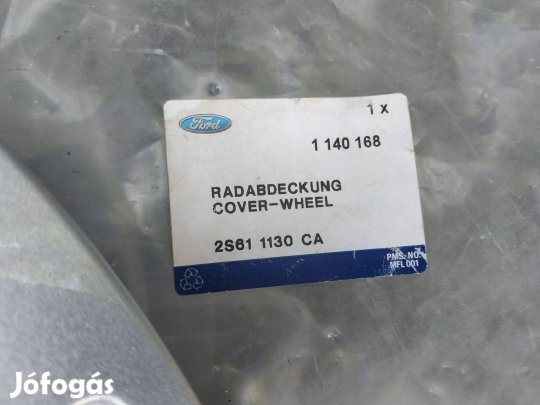 Ford
1 X
1 140 168
RADABDECKUNG
COVER-WHEEL
2S61 1130 CA
PMS-NO.
MFL001
Jófogás